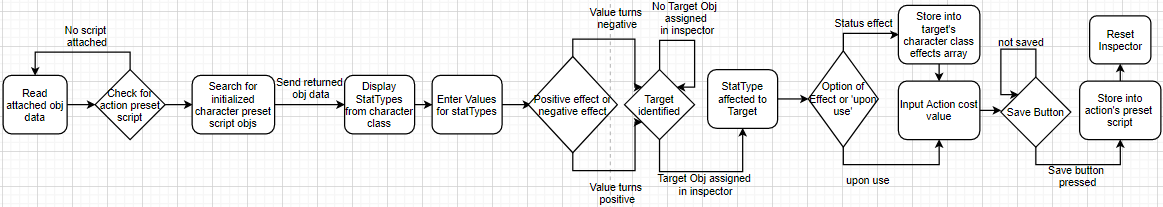 No script
attached
Read
attached obj
data
Check for
action preset
script
Search for
initialized
character preset
script objs
Send returned
obj data
Display
StatTypes
from character
class
Enter Values
for statTypes
Value turns
negative
Positive effect or
negative effect
Value turns
positive
No Target Obj
assigned
in inspector
Target
identified
Target Obj assigned
in inspector
StatType
affected to
Target
Status effect
Option of
Effect or 'upon
use'
upon use
Store into
target's
character class
effects array
Input Action cost
value
not saved
Save Button
Save button
pressed
Store into
action's preset
script
Reset
Inspector